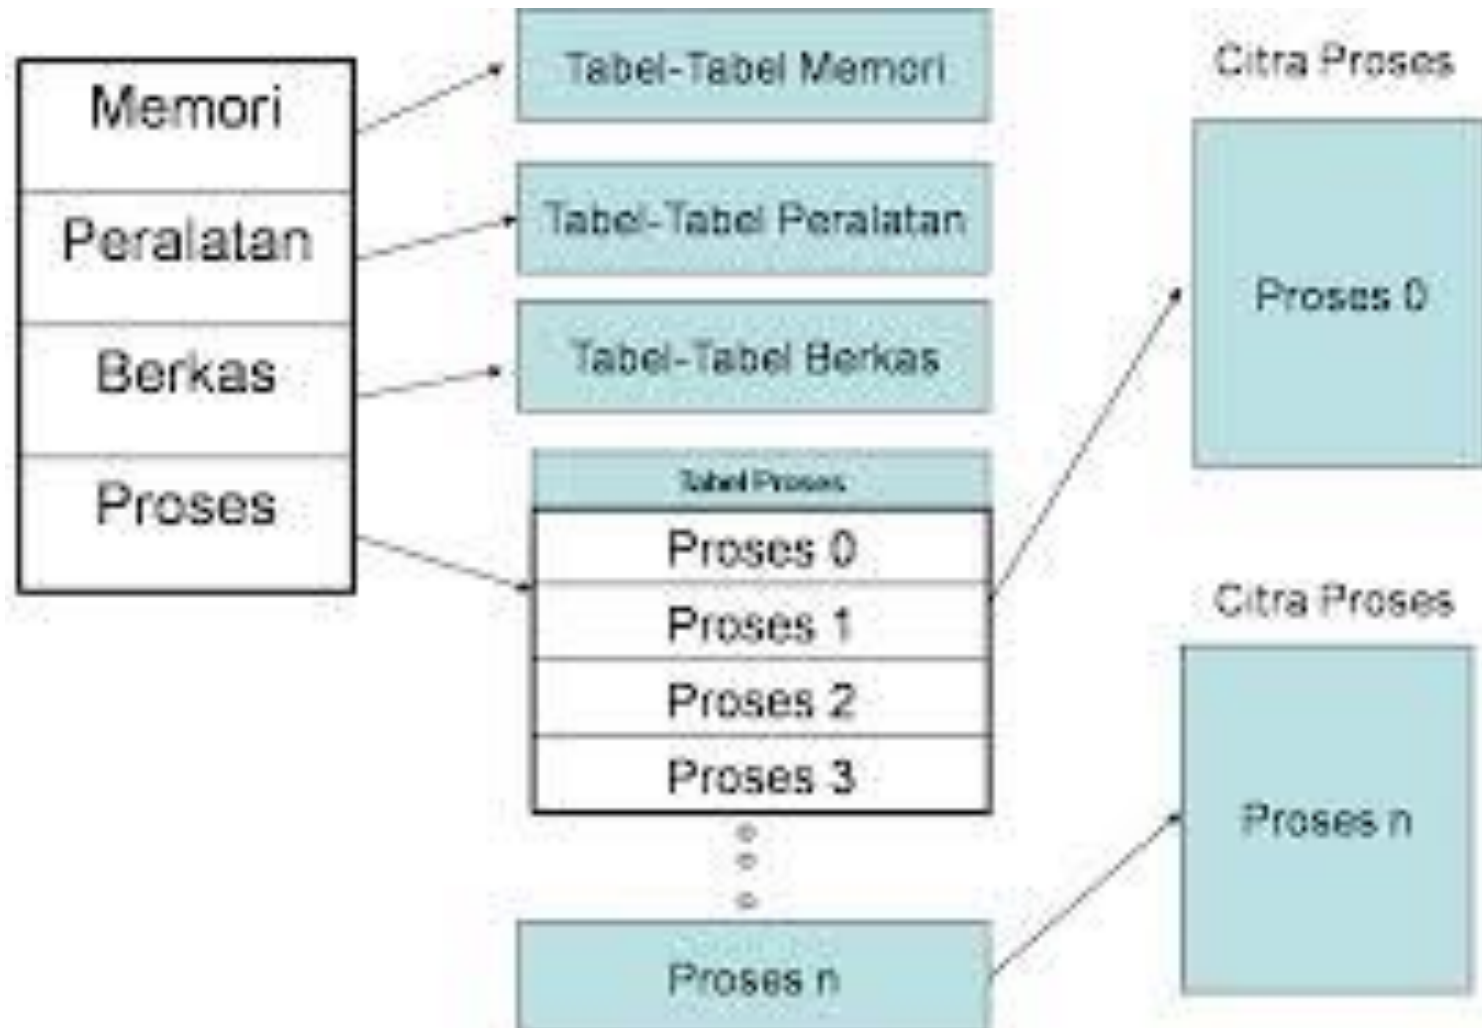 Memori
Peralatan
Berkas
Proses
Tabel-Tabel Memori
Tabel-Tabel Peralatan
Tabel-Tabel Berkas
Tabel Proses
Proses 0
Proses 1
Proses 2
Proses 3
Proses n
Citra Proses
Proses 0
Citra Proses
Proses n